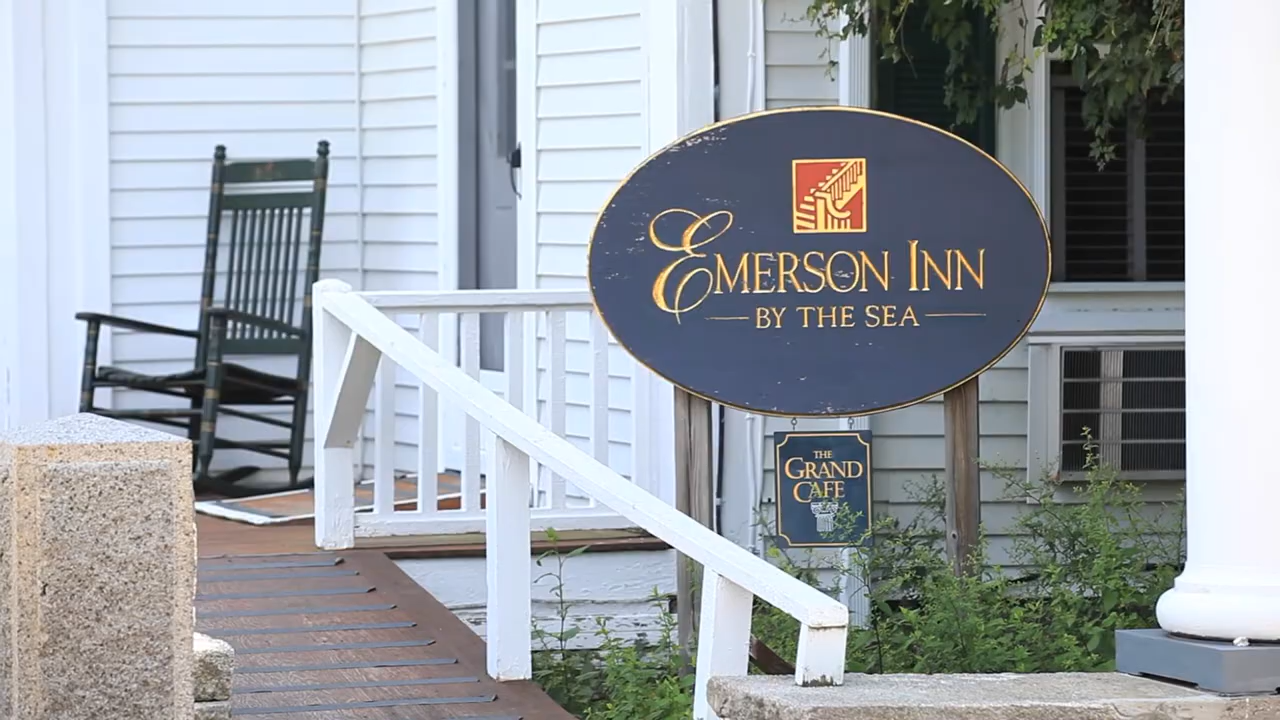 EMERSON INN
BY THE SEA
THE
GRAND
CAFE